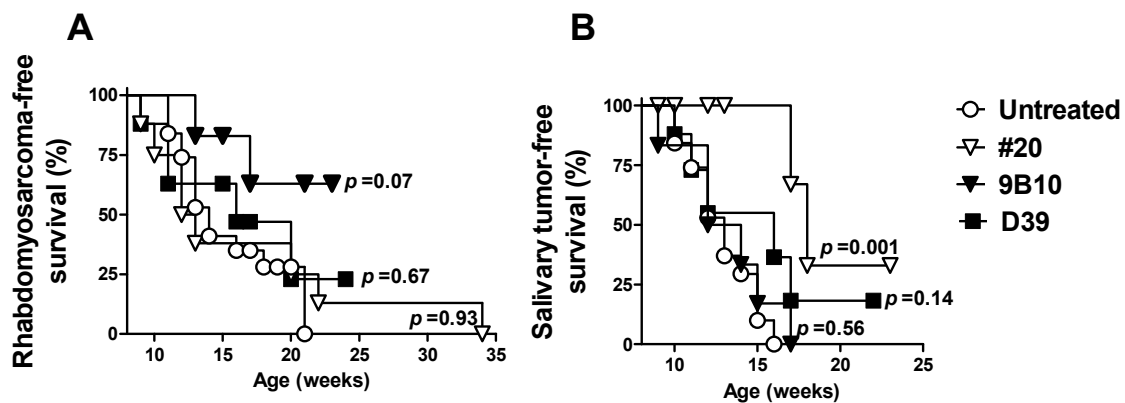 A
Rhabdomyosarcoma-free
survival (%)
100
75
50
25
0
10 15 20 25 30 35
Age (weeks)
p=0.07
p=0.67
p=0.93
B
Salivary tumor-free
survival (%)
100
75
50
25
0
10 15 20 25
Age (weeks)
p=0.001
p=0.14
p=0.56
Untreated
#20
9B10
D39